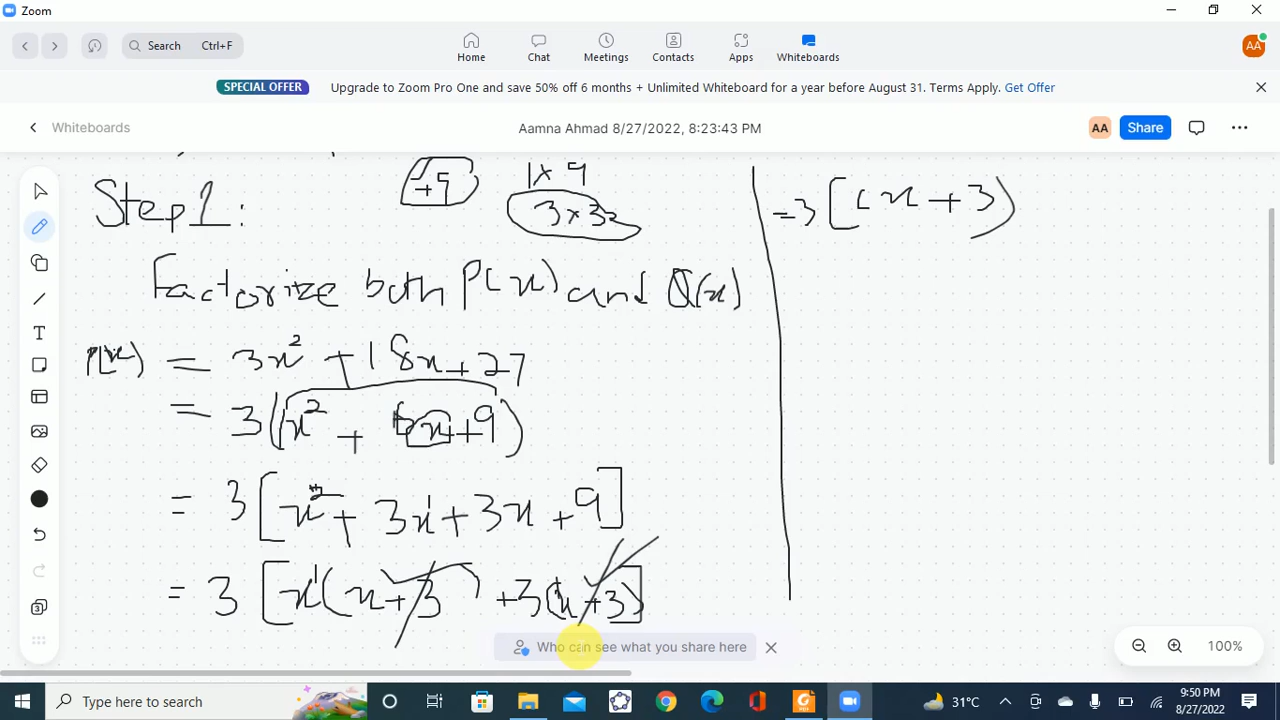 Zoom
Search Ctrl+F
Home Chat Meetings Contacts Apps Whiteboards
AA
SPECIAL OFFER Upgrade to Zoom Pro One and save 50% off 6 months + Unlimited Whiteboard for a year before August 31. Terms Apply. Get Offer
Whiteboards
Aamna Ahmad 8/27/2022, 8:23:43 PM
AA Share
Step 1:
+9
1 x 9
3 x 3
Factorize both P(x) and Q(x)
P(x) = 3x² + 18x + 27
= 3(x² + 6x + 9)
= 3[x² + 3x + 3x + 9]
= 3[x(x + 3) + 3(x + 3)]
= 3[(x + 3)
Who can see what you share here
100%
Type here to search
31°C
9:50 PM
8/27/2022